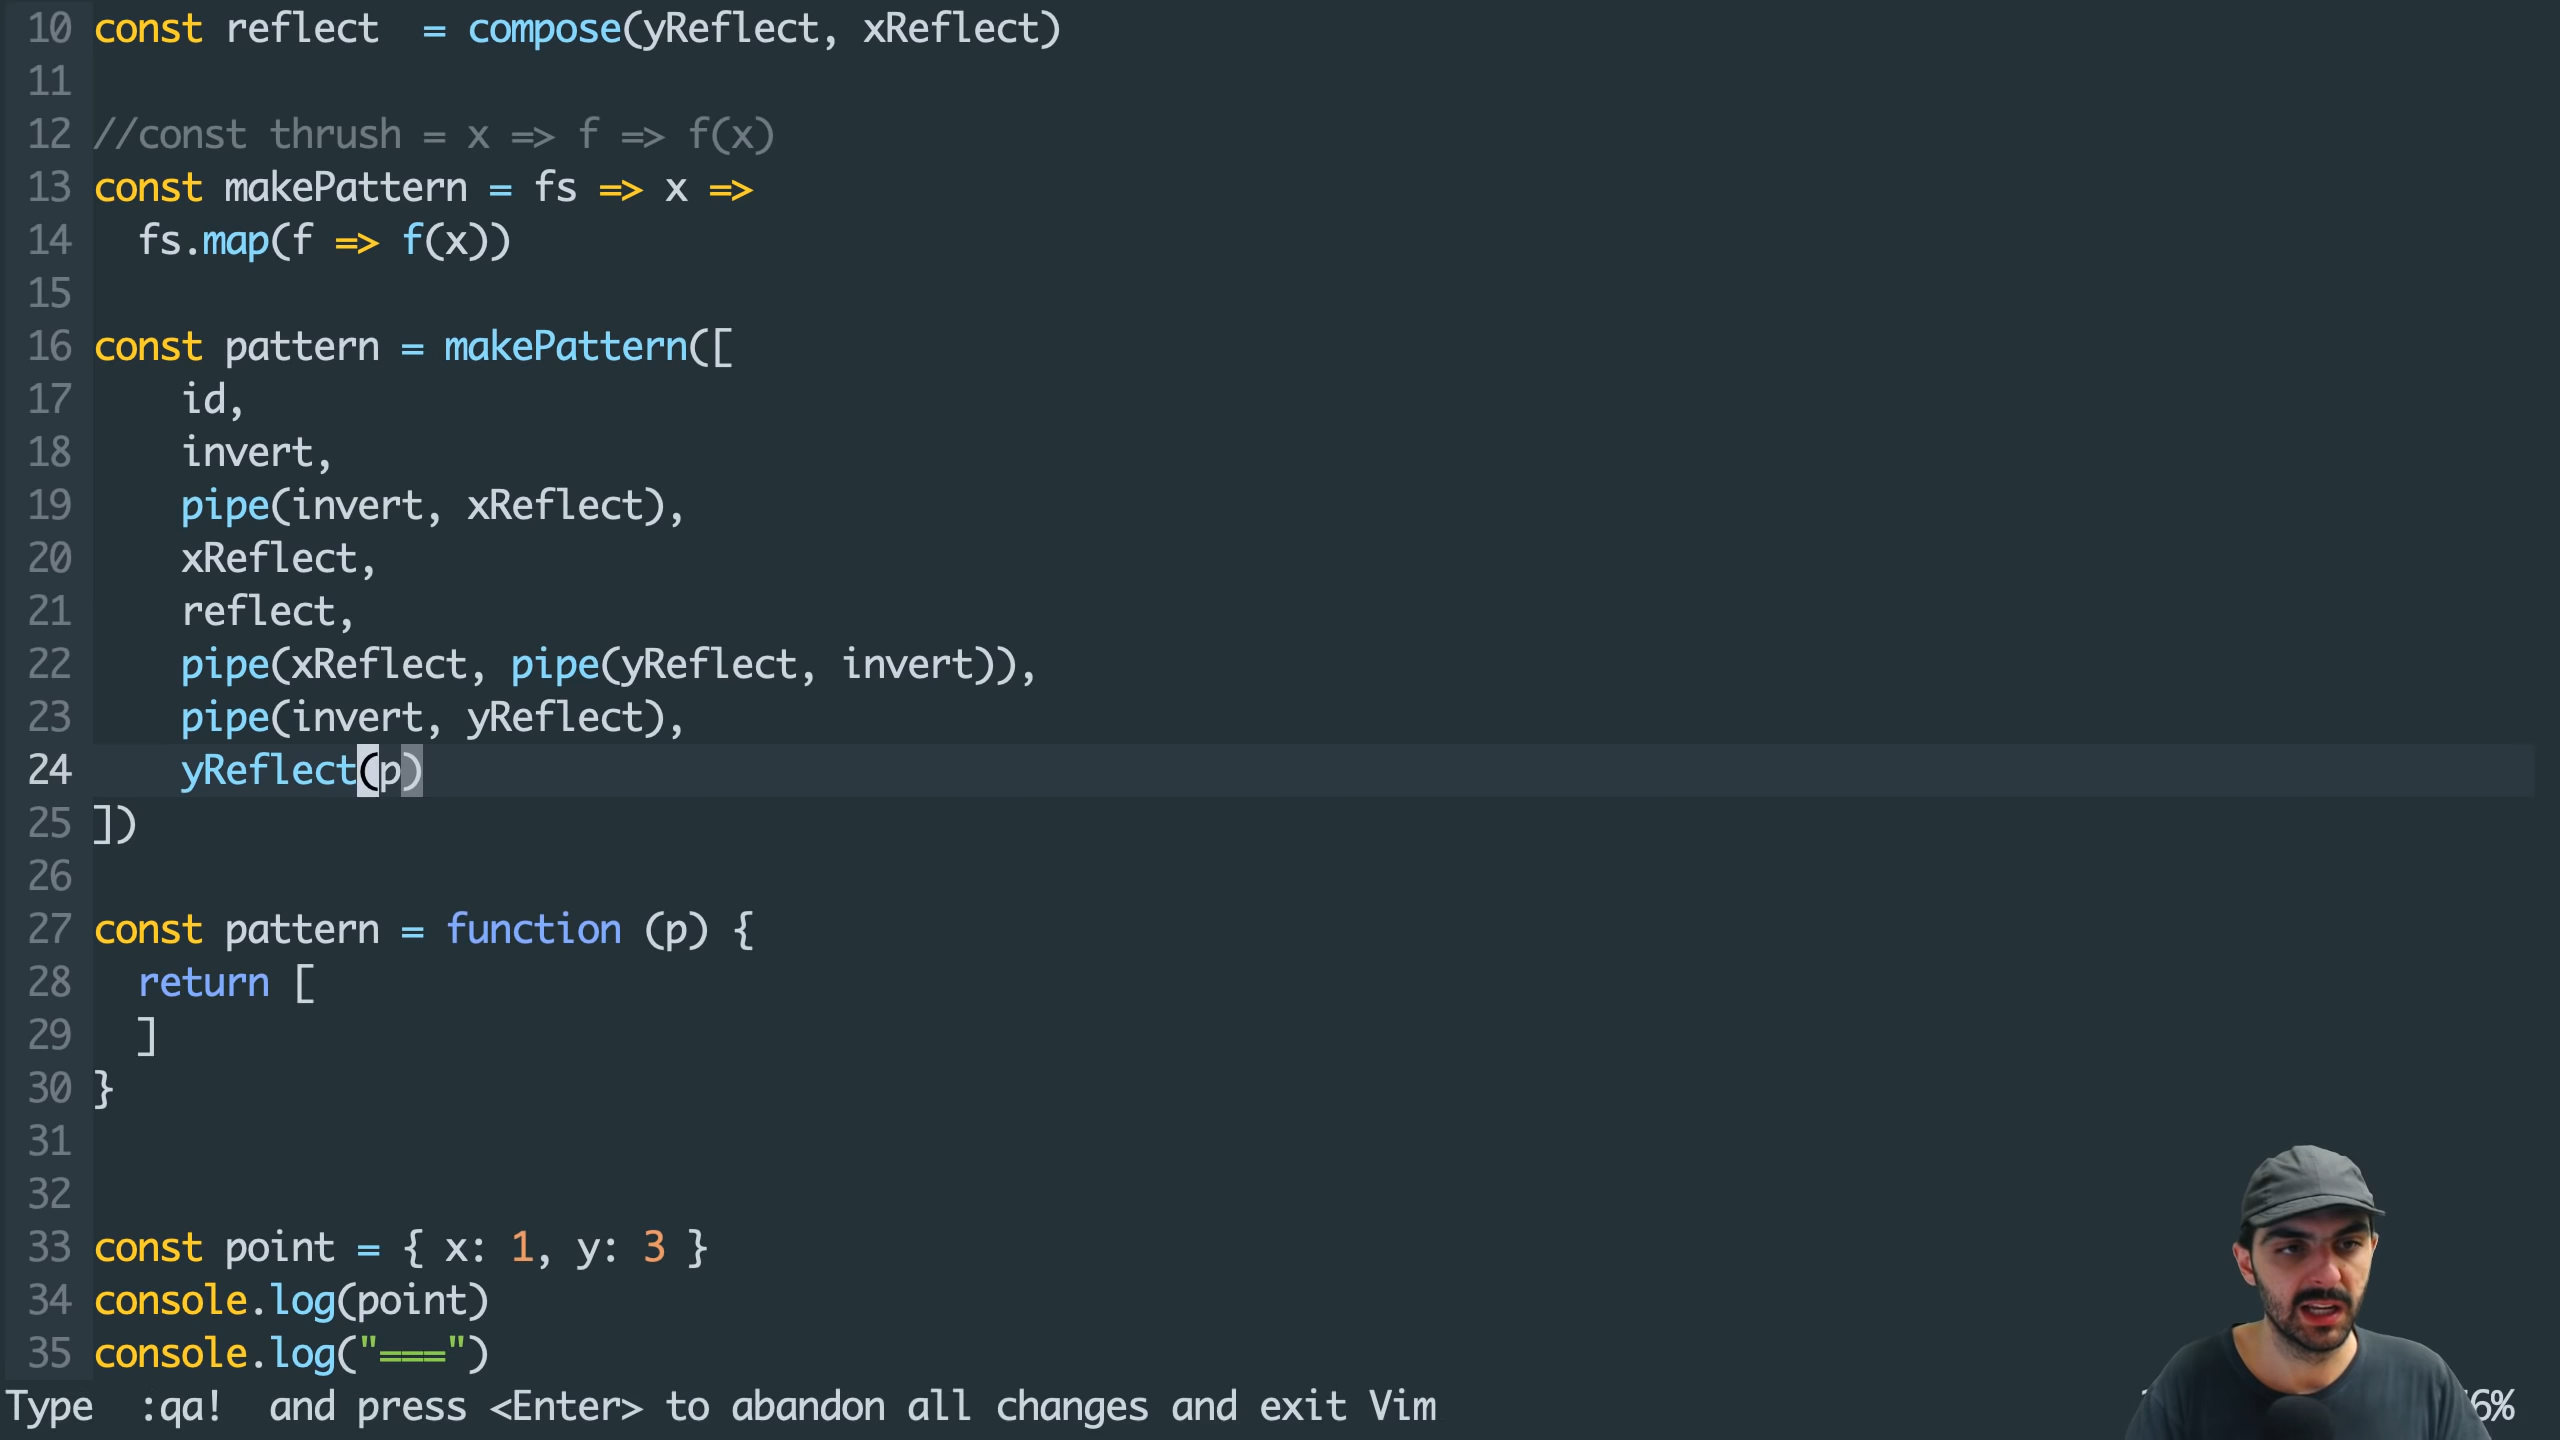 10 const reflect  = compose(yReflect, xReflect)
11
12 //const thrush = x => f => f(x)
13 const makePattern = fs => x =>
14   fs.map(f => f(x))
15
16 const pattern = makePattern([
17     id,
18     invert,
19     pipe(invert, xReflect),
20     xReflect,
21     reflect,
22     pipe(xReflect, pipe(yReflect, invert)),
23     pipe(invert, yReflect),
24     yReflect(p)
25 ])
26
27 const pattern = function (p) {
28   return [
29   ]
30 }
31
32
33 const point = { x: 1, y: 3 }
34 console.log(point)
35 console.log("===")
Type  :qa!  and press <Enter> to abandon all changes and exit Vim